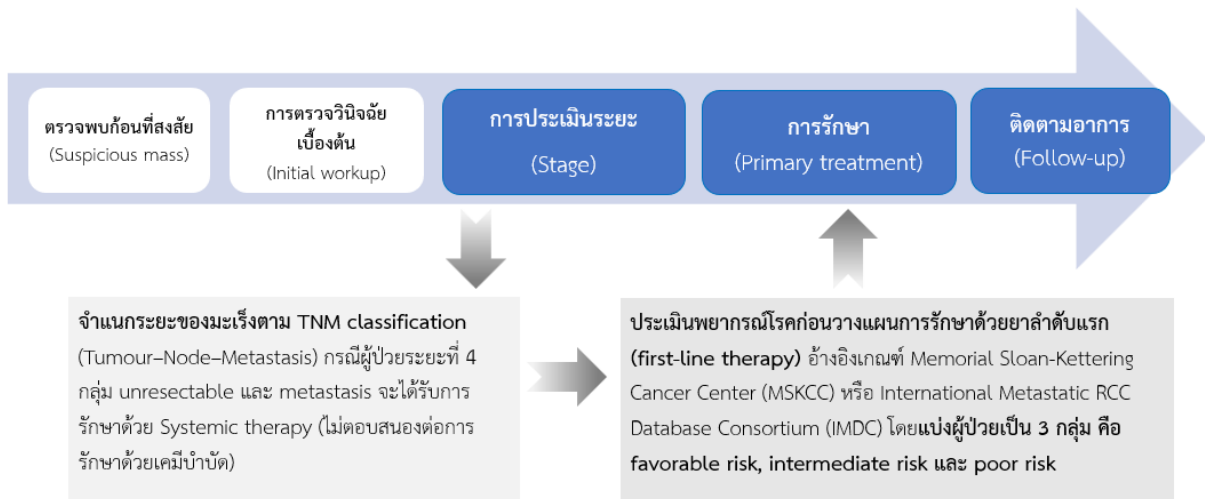 ตรวจพบก้อนที่สงสัย
(Suspicious mass)
การตรวจวินิจฉัย
เบื้องต้น
(Initial workup)
การประเมินระยะ
(Stage)
การรักษา
(Primary treatment)
ติดตามอาการ
(Follow-up)
จำแนกระยะของมะเร็งตาม TNM classification
(Tumour–Node–Metastasis) กรณีผู้ป่วยระยะที่ 4
กลุ่ม unresectable และ metastasis จะได้รับการ
รักษาด้วย Systemic therapy (ไม่ตอบสนองต่อการ
รักษาด้วยเคมีบำบัด)
ประเมินพยากรณ์โรคก่อนวางแผนการรักษาด้วยยาลำดับแรก
(first-line therapy) อ้างอิงเกณฑ์ Memorial Sloan-Kettering
Cancer Center (MSKCC) หรือ International Metastatic RCC
Database Consortium (IMDC) โดยแบ่งผู้ป่วยเป็น 3 กลุ่ม คือ
favorable risk, intermediate risk และ poor risk